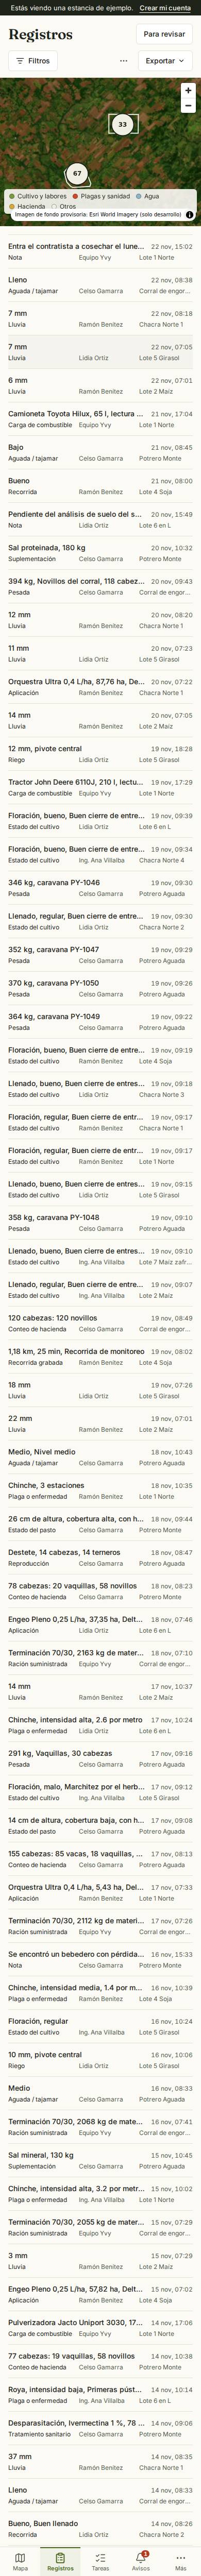 Estás viendo una estancia de ejemplo. Crear mi cuenta
Registros
Para revisar
Filtros
Exportar
33
67
Cultivo y labores
Plagas y sanidad
Agua
Hacienda
Otros
Imagen de fondo provisoria: Esri World Imagery (solo desarrollo)
Entra el contratista a cosechar el lune... 22 nov, 15:02
Nota Equipo Yvy Lote 1 Norte
Lleno 22 nov, 08:38
Aguada / tajamar Celso Gamarra Corral de engor...
7 mm 22 nov, 08:18
Lluvia Ramón Benítez Chacra Norte 1
7 mm 22 nov, 07:05
Lluvia Lidia Ortiz Lote 5 Girasol
6 mm 22 nov, 07:01
Lluvia Ramón Benítez Lote 2 Maíz
Camioneta Toyota Hilux, 65 l, lectura ... 21 nov, 17:04
Carga de combustible Equipo Yvy Lote 1 Norte
Bajo 21 nov, 08:45
Aguada / tajamar Celso Gamarra Potrero Monte
Bueno 21 nov, 08:00
Recorrida Ramón Benítez Lote 4 Soja
Pendiente del análisis de suelo del s... 20 nov, 15:49
Nota Lidia Ortiz Lote 6 en L
Sal proteinada, 180 kg 20 nov, 10:32
Suplementación Celso Gamarra Potrero Monte
394 kg, Novillos del corral, 118 cabez... 20 nov, 09:43
Pesada Celso Gamarra Corral de engor...
12 mm 20 nov, 08:20
Lluvia Ramón Benítez Chacra Norte 1
11 mm 20 nov, 07:23
Lluvia Lidia Ortiz Lote 5 Girasol
Orquesta Ultra 0,4 L/ha, 87,76 ha, De... 20 nov, 07:22
Aplicación Ramón Benítez Chacra Norte 1
14 mm 20 nov, 07:05
Lluvia Ramón Benítez Lote 2 Maíz
12 mm, pivote central 19 nov, 18:28
Riego Lidia Ortiz Lote 5 Girasol
Tractor John Deere 6110J, 210 l, lectu... 19 nov, 17:29
Carga de combustible Equipo Yvy Lote 1 Norte
Floración, bueno, Buen cierre de entre... 19 nov, 09:39
Estado del cultivo Lidia Ortiz Lote 6 en L
Floración, bueno, Buen cierre de entre... 19 nov, 09:34
Estado del cultivo Ing. Ana Villalba Chacra Norte 4
346 kg, caravana PY-1046 19 nov, 09:30
Pesada Celso Gamarra Potrero Aguada
Llenado, regular, Buen cierre de entre... 19 nov, 09:30
Estado del cultivo Lidia Ortiz Chacra Norte 2
352 kg, caravana PY-1047 19 nov, 09:29
Pesada Celso Gamarra Potrero Aguada
370 kg, caravana PY-1050 19 nov, 09:26
Pesada Celso Gamarra Potrero Aguada
364 kg, caravana PY-1049 19 nov, 09:22
Pesada Celso Gamarra Potrero Aguada
Floración, bueno, Buen cierre de entre... 19 nov, 09:19
Estado del cultivo Lidia Ortiz Lote 4 Soja
Llenado, bueno, Buen cierre de entres... 19 nov, 09:18
Estado del cultivo Lidia Ortiz Chacra Norte 3
Floración, regular, Buen cierre de entr... 19 nov, 09:17
Estado del cultivo Ramón Benítez Chacra Norte 1
Floración, regular, Buen cierre de entr... 19 nov, 09:17
Estado del cultivo Ramón Benítez Lote 1 Norte
Llenado, bueno, Buen cierre de entres... 19 nov, 09:15
Estado del cultivo Lidia Ortiz Lote 5 Girasol
358 kg, caravana PY-1048 19 nov, 09:10
Pesada Celso Gamarra Potrero Aguada
Llenado, bueno, Buen cierre de entres... 19 nov, 09:10
Estado del cultivo Ing. Ana Villalba Lote 7 Maíz zafr...
Llenado, regular, Buen cierre de entre... 19 nov, 09:07
Estado del cultivo Ing. Ana Villalba Lote 2 Maíz
120 cabezas: 120 novillos 19 nov, 08:49
Conteo de hacienda Celso Gamarra Corral de engor...
1,18 km, 25 min, Recorrida de monitoreo 19 nov, 08:02
Recorrida grabada Ramón Benítez Lote 4 Soja
18 mm 19 nov, 07:26
Lluvia Lidia Ortiz Lote 5 Girasol
22 mm 19 nov, 07:01
Lluvia Ramón Benítez Lote 2 Maíz
Medio, Nivel medio 18 nov, 10:43
Aguada / tajamar Celso Gamarra Potrero Aguada
Chinche, 3 estaciones 18 nov, 10:35
Plaga o enfermedad Ramón Benítez Lote 1 Norte
26 cm de altura, cobertura alta, con h... 18 nov, 09:44
Estado del pasto Celso Gamarra Potrero Monte
Destete, 14 cabezas, 14 terneros 18 nov, 08:47
Reproducción Celso Gamarra Potrero Aguada
78 cabezas: 20 vaquillas, 58 novillos 18 nov, 08:23
Conteo de hacienda Celso Gamarra Potrero Monte
Engeo Pleno 0,25 L/ha, 37,35 ha, Delt... 18 nov, 07:46
Aplicación Lidia Ortiz Lote 6 en L
Terminación 70/30, 2163 kg de mater... 18 nov, 07:10
Ración suministrada Equipo Yvy Corral de engor...
14 mm 17 nov, 10:37
Lluvia Ramón Benítez Lote 2 Maíz
Chinche, intensidad alta, 2.6 por metro 17 nov, 10:24
Plaga o enfermedad Lidia Ortiz Lote 6 en L
291 kg, Vaquillas, 30 cabezas 17 nov, 09:16
Pesada Celso Gamarra Potrero Monte
Floración, malo, Marchitez por el herb... 17 nov, 09:12
Estado del cultivo Ing. Ana Villalba Lote 5 Girasol
14 cm de altura, cobertura baja, con h... 17 nov, 09:08
Estado del pasto Celso Gamarra Potrero Aguada
155 cabezas: 85 vacas, 18 vaquillas, ... 17 nov, 08:13
Conteo de hacienda Celso Gamarra Potrero Aguada
Orquesta Ultra 0,4 L/ha, 5,43 ha, Del... 17 nov, 07:33
Aplicación Ramón Benítez Lote 1 Norte
Terminación 70/30, 2112 kg de materi... 17 nov, 07:26
Ración suministrada Equipo Yvy Corral de engor...
Se encontró un bebedero con pérdida... 16 nov, 15:33
Nota Celso Gamarra Potrero Monte
Chinche, intensidad media, 1.4 por m... 16 nov, 10:39
Plaga o enfermedad Ramón Benítez Lote 4 Soja
Floración, regular 16 nov, 10:24
Estado del cultivo Ing. Ana Villalba Lote 5 Girasol
10 mm, pivote central 16 nov, 10:06
Riego Lidia Ortiz Lote 5 Girasol
Medio 16 nov, 08:33
Aguada / tajamar Celso Gamarra Potrero Aguada
Terminación 70/30, 2068 kg de mate... 16 nov, 07:41
Ración suministrada Equipo Yvy Corral de engor...
Sal mineral, 130 kg 15 nov, 10:45
Suplementación Celso Gamarra Potrero Aguada
Chinche, intensidad alta, 3.2 por metr... 15 nov, 10:02
Plaga o enfermedad Ing. Ana Villalba Lote 1 Norte
Terminación 70/30, 2055 kg de mater... 15 nov, 07:29
Ración suministrada Equipo Yvy Corral de engor...
3 mm 15 nov, 07:29
Lluvia Ramón Benítez Lote 2 Maíz
Engeo Pleno 0,25 L/ha, 57,82 ha, Delt... 15 nov, 07:02
Aplicación Ramón Benítez Lote 4 Soja
Pulverizadora Jacto Uniport 3030, 17... 14 nov, 17:06
Carga de combustible Equipo Yvy Lote 1 Norte
77 cabezas: 19 vaquillas, 58 novillos 14 nov, 10:38
Conteo de hacienda Celso Gamarra Potrero Monte
Roya, intensidad baja, Primeras púst... 14 nov, 10:14
Plaga o enfermedad Ing. Ana Villalba Lote 6 en L
Desparasitación, Ivermectina 1 %, 78 ... 14 nov, 09:06
Tratamiento sanitario Celso Gamarra Potrero Monte
37 mm 14 nov, 08:35
Lluvia Ramón Benítez Chacra Norte 1
Lleno 14 nov, 08:33
Aguada / tajamar Celso Gamarra Corral de engor...
Bueno, Buen llenado 14 nov, 08:26
Recorrida Lidia Ortiz Chacra Norte 2
1
Mapa Registros Tareas Avisos Más